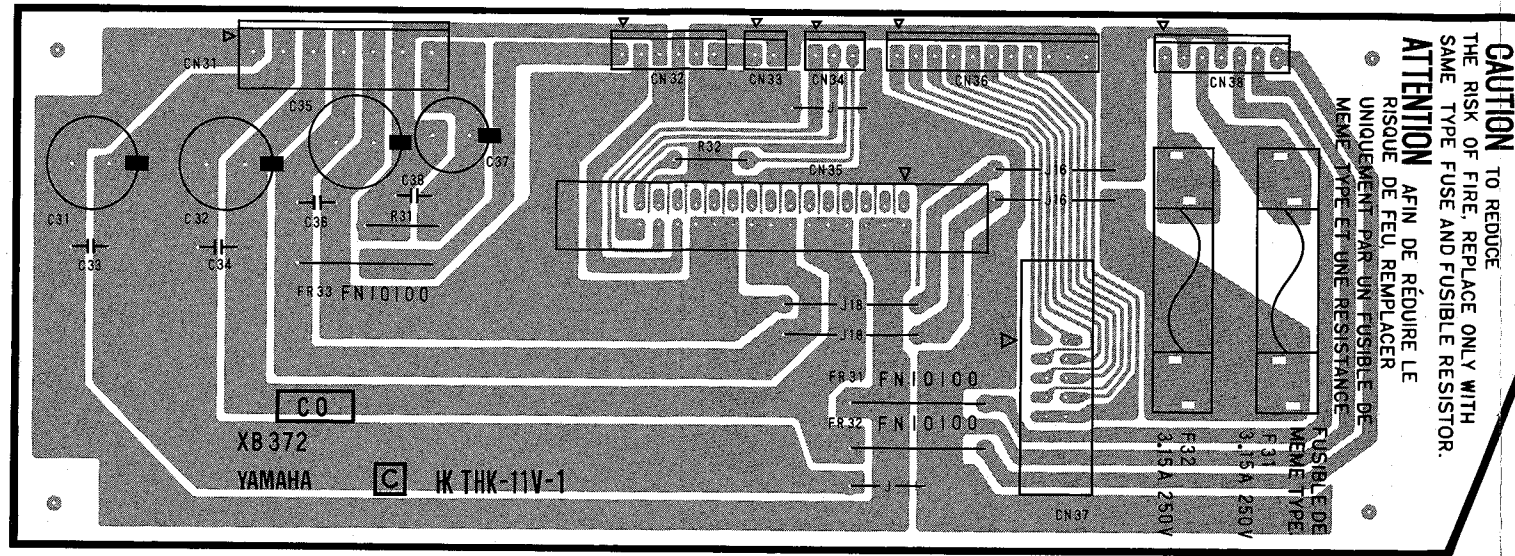 CN31
CN32
CN33
CN34
CN36
CN38
C35
C37
C38
R32
CN35
J
J16
J16
C31
C32
C36
R31
C33
C34
FR33 FN10100
J18
J18
FR31 FN10100
FR32 FN10100
J
C0
XB372
YAMAHA C IK THK-11V-1
CN37
CAUTION TO REDUCE
THE RISK OF FIRE, REPLACE ONLY WITH
SAME TYPE FUSE AND FUSIBLE RESISTOR.
ATTENTION AFIN DE RÉDUIRE LE
RISQUE DE FEU, REMPLACER
UNIQUEMENT PAR UN FUSIBLE DE
MEME TYPE ET UNE RESISTANCE
FUSIBLE DE
MEME TYPE
F31
3.15A 250V
F32
3.15A 250V